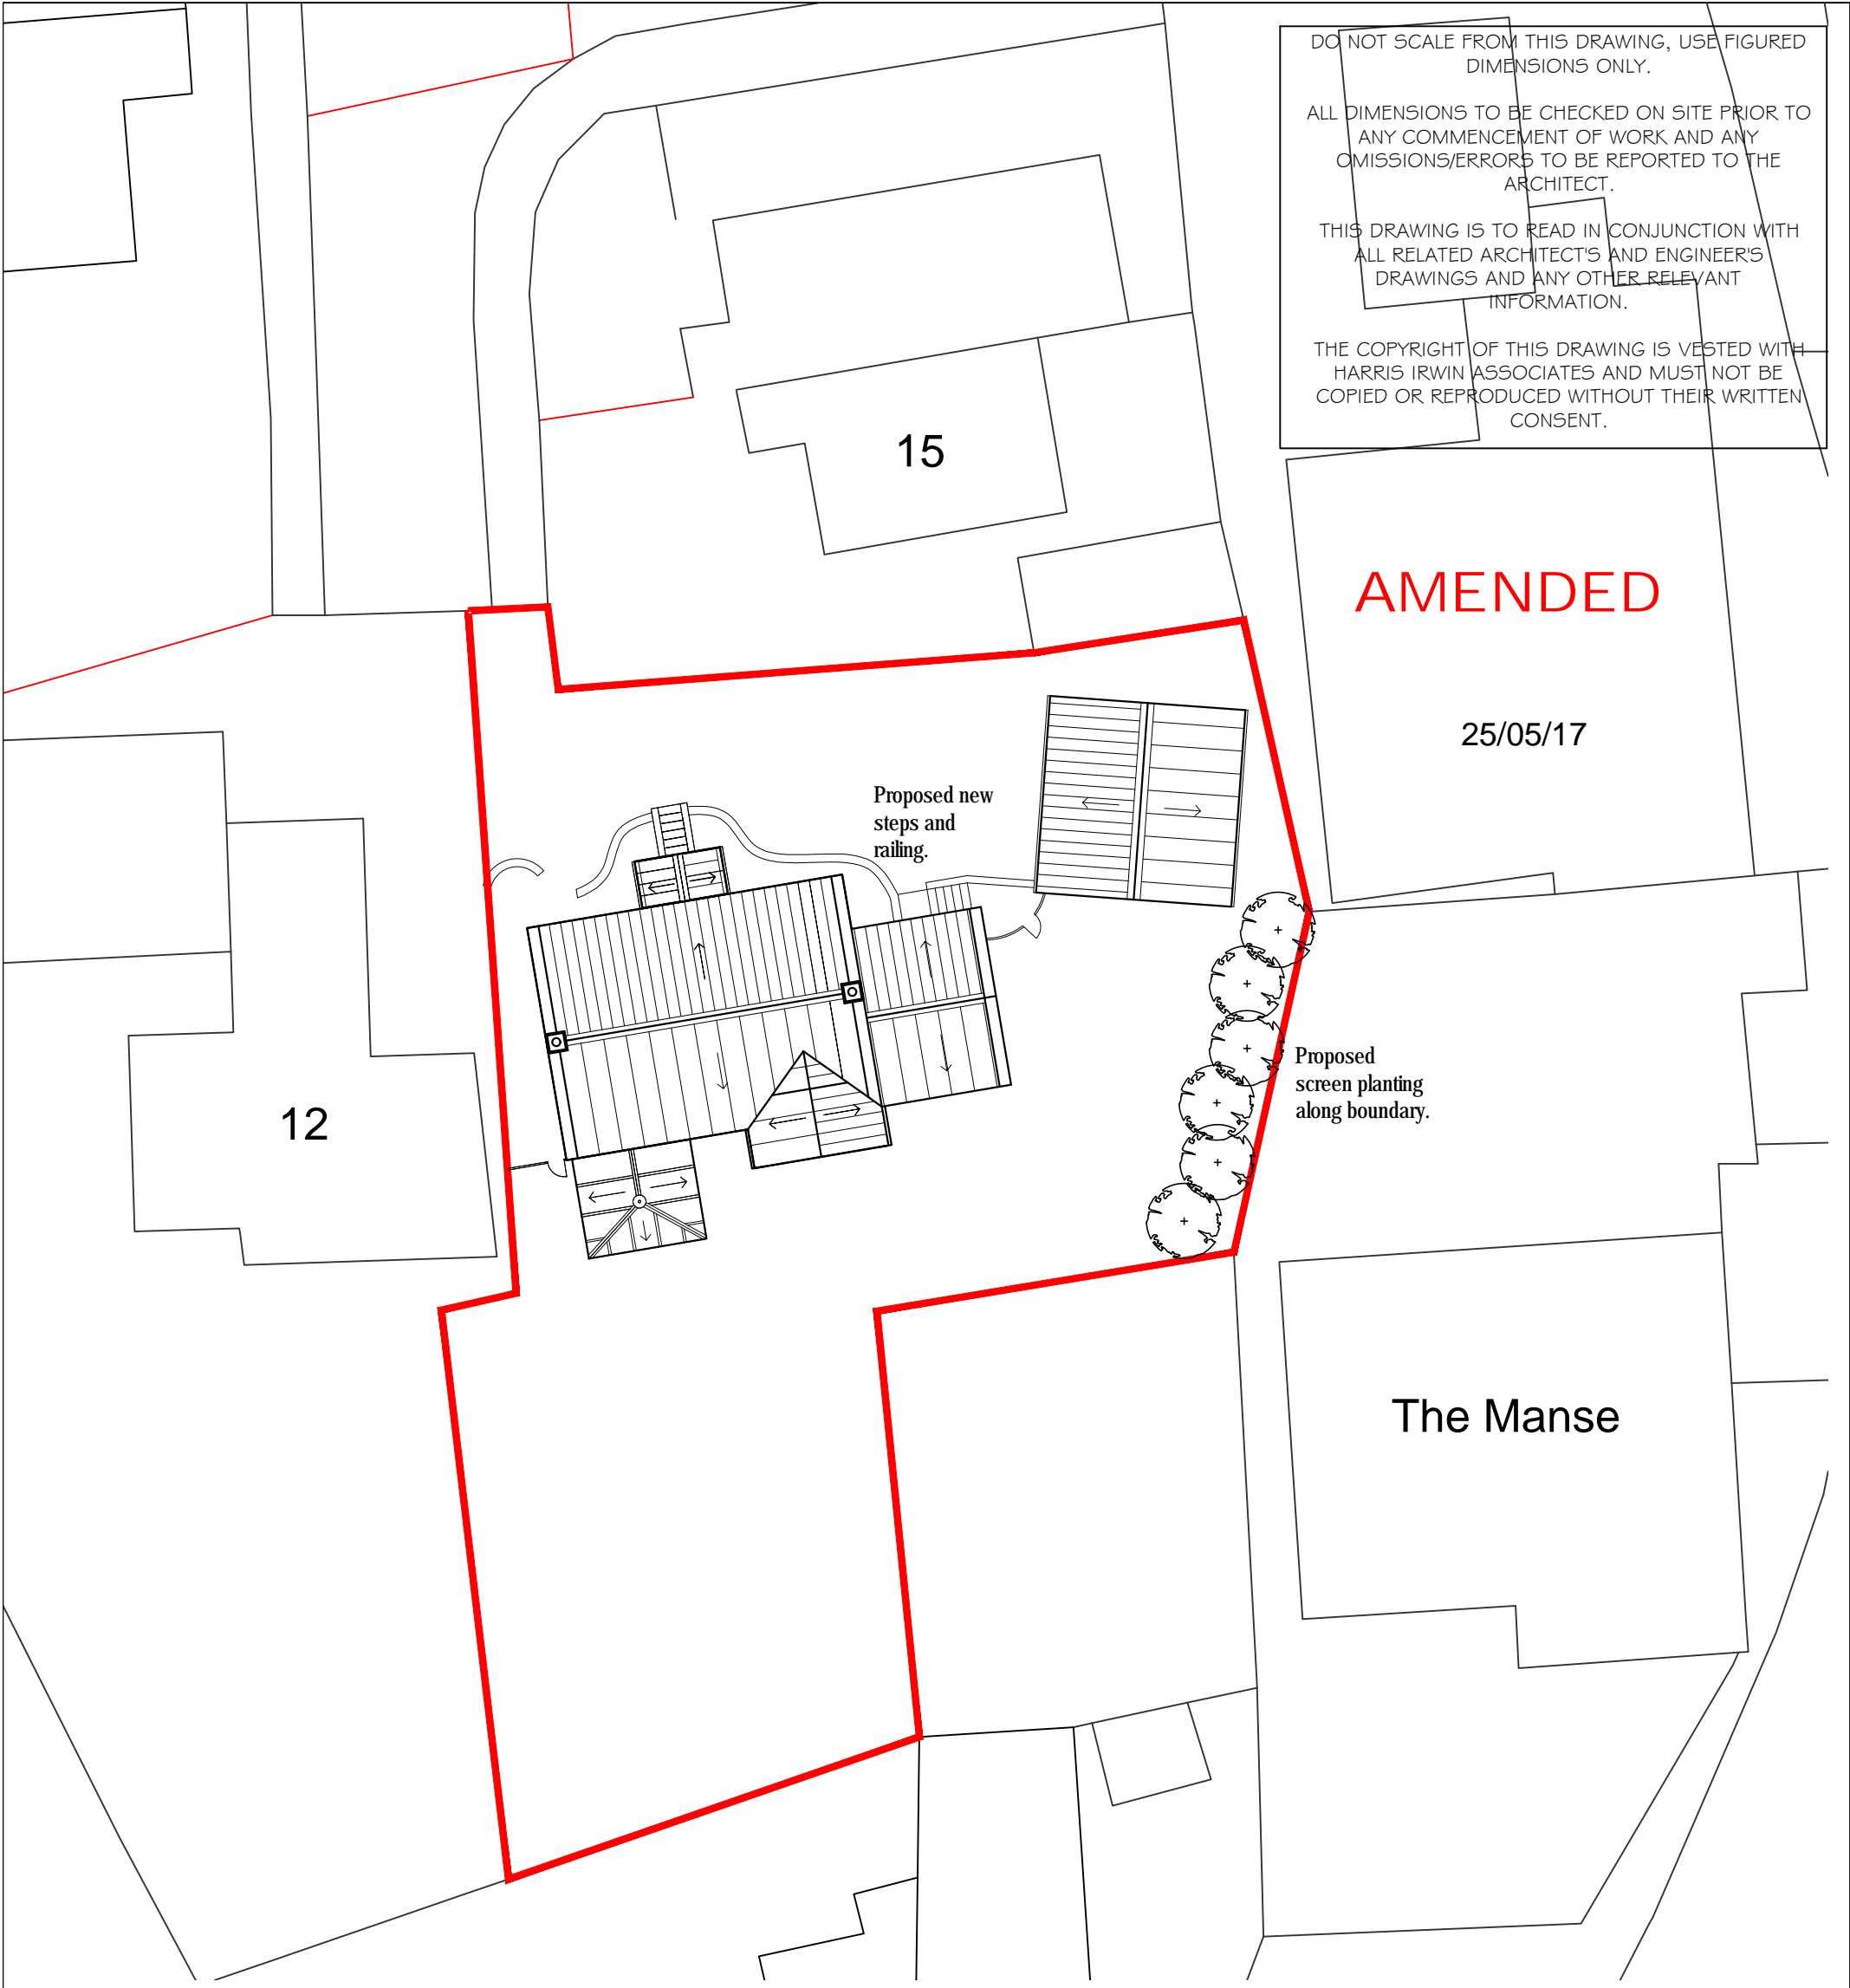 DO NOT SCALE FROM THIS DRAWING, USE FIGURED
DIMENSIONS ONLY.
ALL DIMENSIONS TO BE CHECKED ON SITE PRIOR TO
ANY COMMENCEMENT OF WORK AND ANY
OMISSIONS/ERRORS TO BE REPORTED TO THE
ARCHITECT.
THIS DRAWING IS TO READ IN CONJUNCTION WITH
ALL RELATED ARCHITECT'S AND ENGINEER'S
DRAWINGS AND ANY OTHER RELEVANT
INFORMATION.
THE COPYRIGHT OF THIS DRAWING IS VESTED WITH
HARRIS IRWIN ASSOCIATES AND MUST NOT BE
COPIED OR REPRODUCED WITHOUT THEIR WRITTEN
CONSENT.
15
AMENDED
25/05/17
Proposed new
steps and
railing.
Proposed
screen planting
along boundary.
12
The Manse